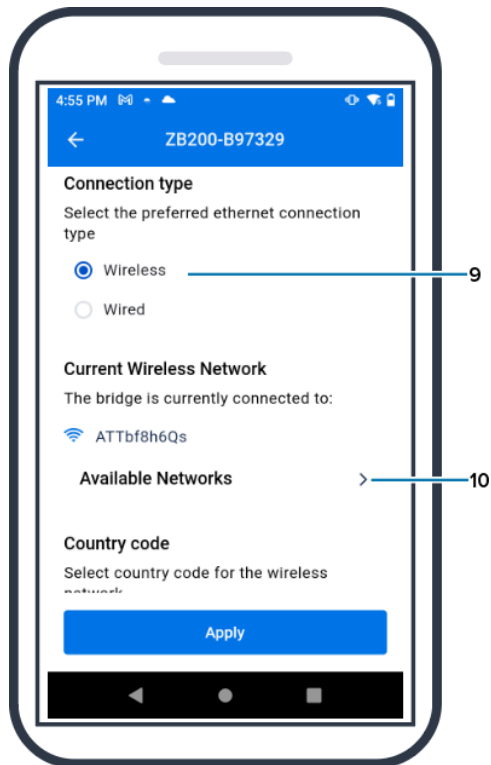 4:55 PM
ZB200-B97329
Connection type
Select the preferred ethernet connection
type
Wireless
9
Wired
Current Wireless Network
The bridge is currently connected to:
ATTbf8h6Qs
Available Networks
10
Country code
Select country code for the wireless
network
Apply